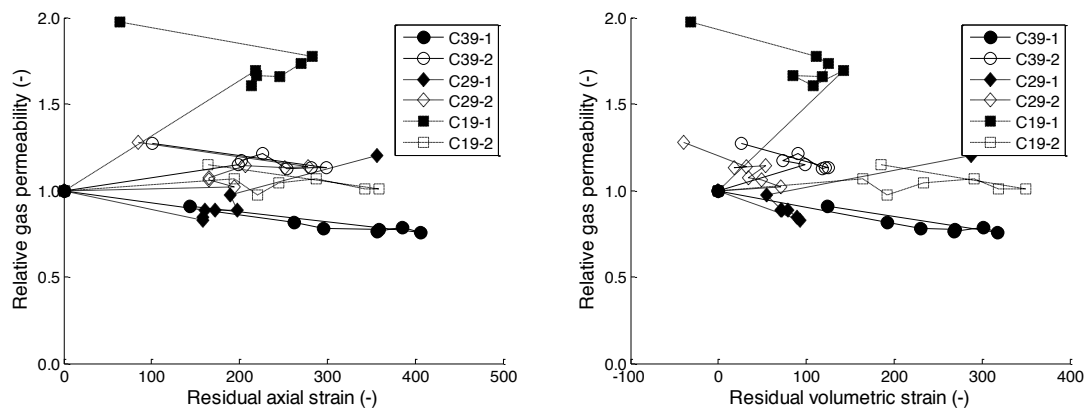 2.0
1.5
1.0
0.5
0.0
Relative gas permeability (-)
0
100
200
300
400
500
Residual axial strain (-)
C39-1
C39-2
C29-1
C29-2
C19-1
C19-2
2.0
1.5
1.0
0.5
0.0
Relative gas permeability (-)
-100
0
100
200
300
400
Residual volumetric strain (-)
C39-1
C39-2
C29-1
C29-2
C19-1
C19-2